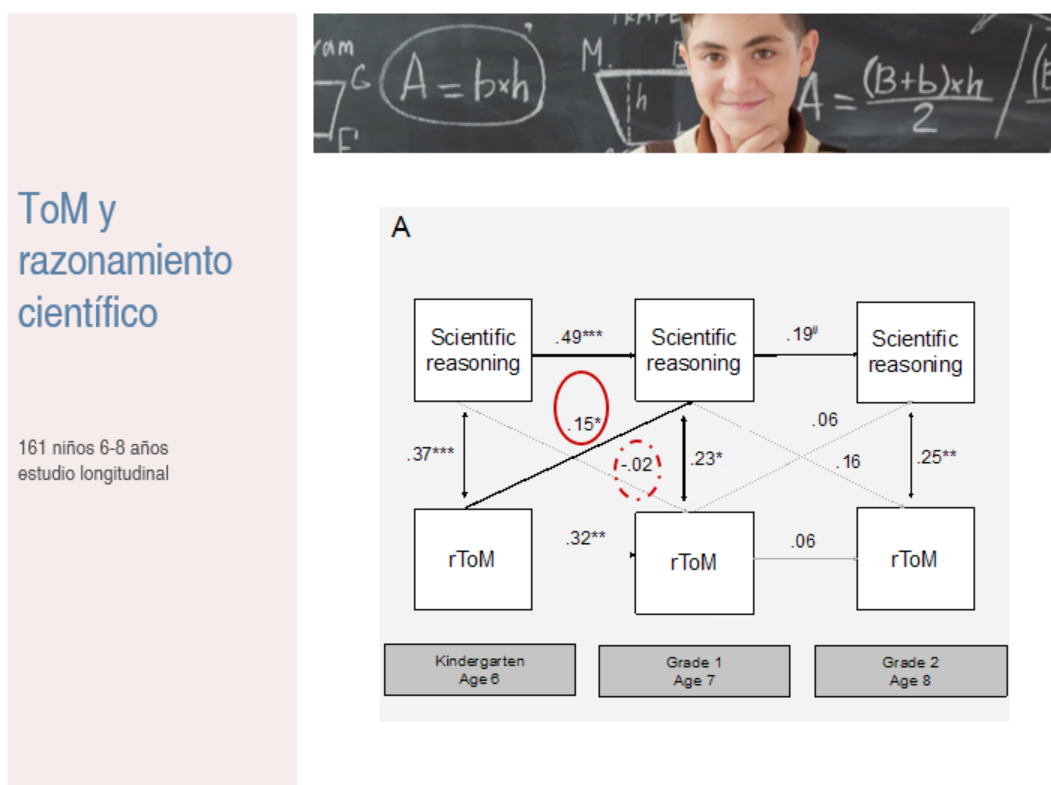 ram
G
F
A = b×h
TRAPE
M
h
A = (B+b)×h
2
ToM y
razonamiento
científico
161 niños 6-8 años
estudio longitudinal
A
Scientific
reasoning
.49***
Scientific
reasoning
.19#
Scientific
reasoning
.15*
.06
.37***
-.02
.23*
.16
.25**
rToM
.32**
rToM
.06
rToM
Kindergarten
Age 6
Grade 1
Age 7
Grade 2
Age 8